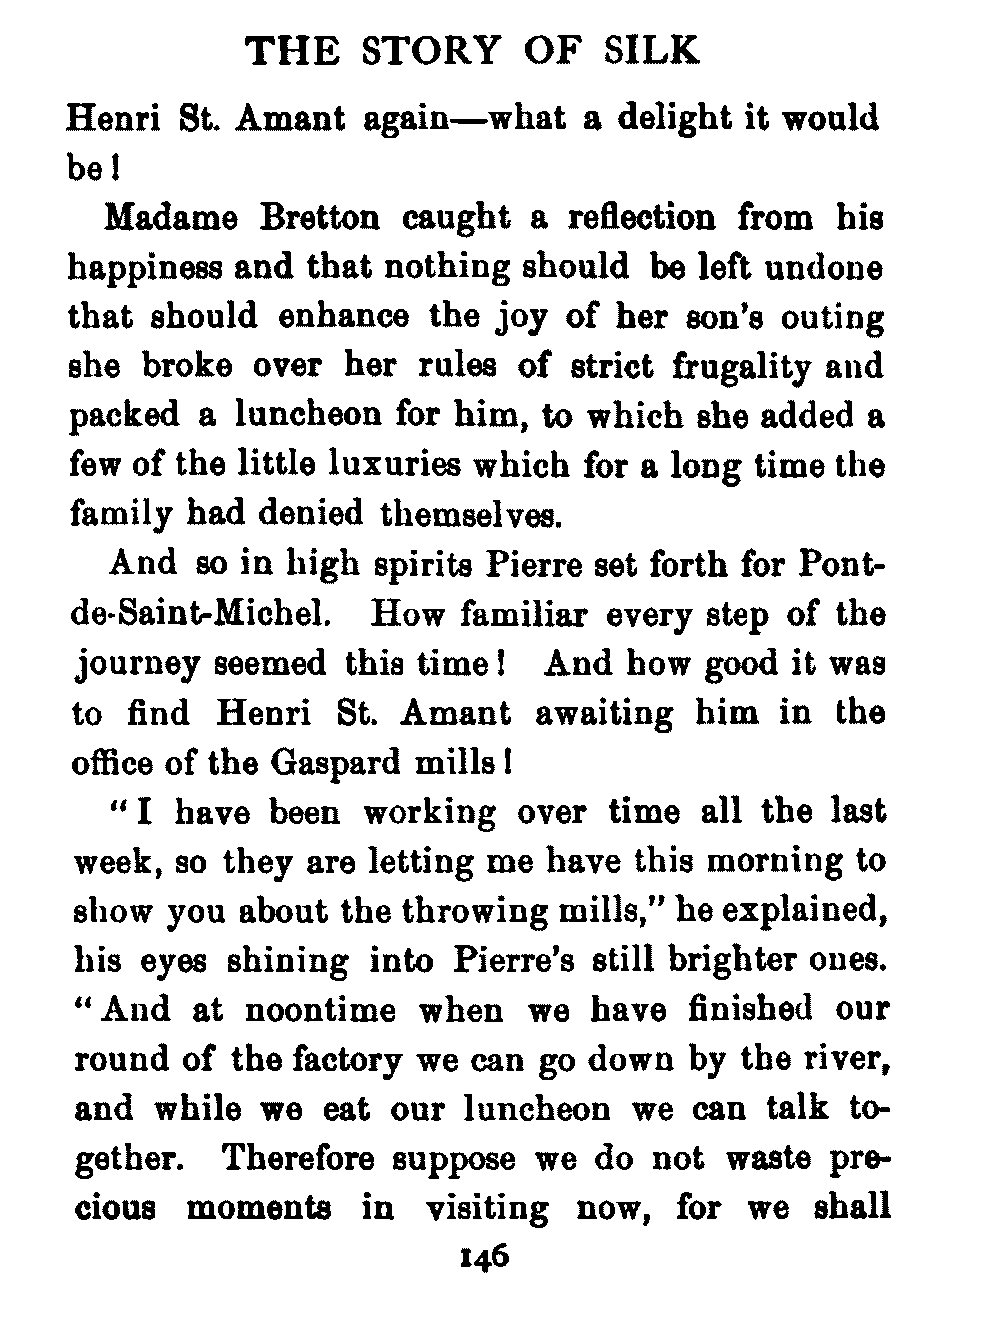 THE STORY OF SILK
Henri St. Amant again—what a delight it would
be!
Madame Bretton caught a reflection from his
happiness and that nothing should be left undone
that should enhance the joy of her son's outing
she broke over her rules of strict frugality and
packed a luncheon for him, to which she added a
few of the little luxuries which for a long time the
family had denied themselves.
And so in high spirits Pierre set forth for Pont-
de-Saint-Michel. How familiar every step of the
journey seemed this time! And how good it was
to find Henri St. Amant awaiting him in the
office of the Gaspard mills!
“I have been working over time all the last
week, so they are letting me have this morning to
show you about the throwing mills,” he explained,
his eyes shining into Pierre's still brighter ones.
“And at noontime when we have finished our
round of the factory we can go down by the river,
and while we eat our luncheon we can talk to-
gether. Therefore suppose we do not waste pre-
cious moments in visiting now, for we shall
146